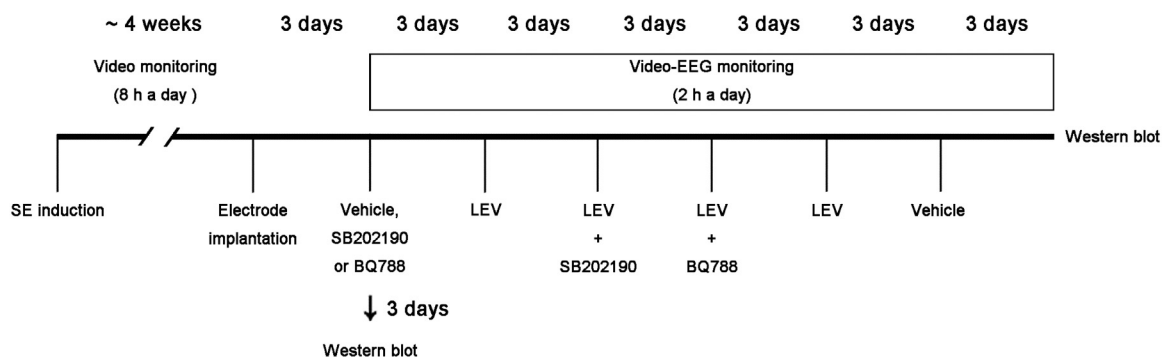 ~ 4 weeks 3 days 3 days 3 days 3 days 3 days 3 days 3 days
Video monitoring
(8 h a day )
Video-EEG monitoring
(2 h a day)
Western blot
SE induction
Electrode
implantation
Vehicle,
SB202190
or BQ788
LEV
LEV
+
SB202190
LEV
+
BQ788
LEV
Vehicle
3 days
Western blot